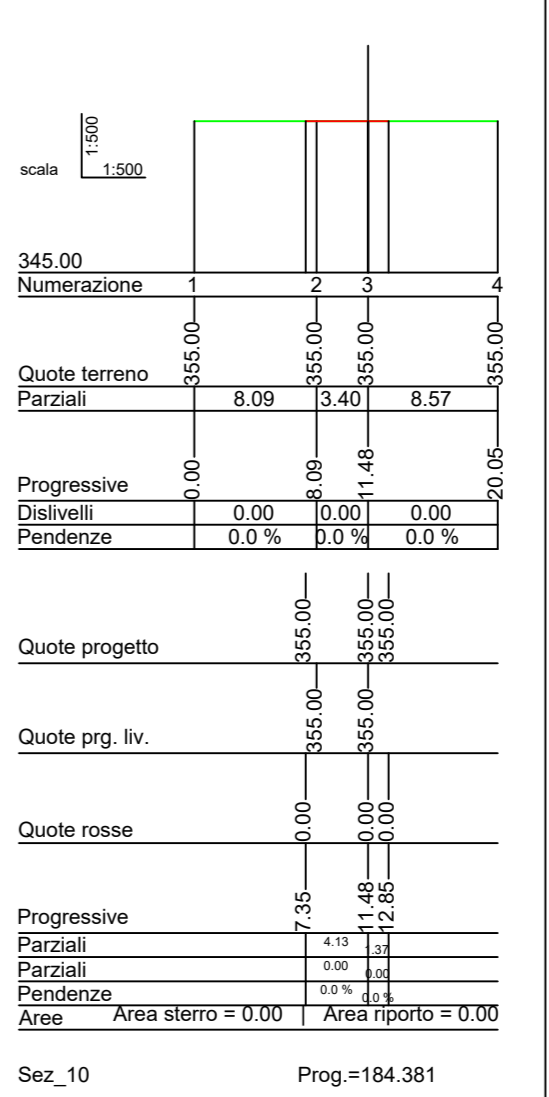 1:500
scala 1:500
345.00
Numerazione 1 2 3 4
Quote terreno 355.00 355.00 355.00 355.00
Parziali 8.09 3.40 8.57
Progressive 0.00 8.09 11.48 20.05
Dislivelli 0.00 0.00 0.00
Pendenze 0.0 % 0.0 % 0.0 %
Quote progetto 355.00 355.00 355.00
Quote prg. liv. 355.00 355.00
Quote rosse 0.00 0.00 0.00
Progressive 7.35 11.48 12.85
Parziali 4.13 1.37
Parziali 0.00 0.00
Pendenze 0.0 % 0.0 %
Aree Area sterro = 0.00 Area riporto = 0.00
Sez_10 Prog.=184.381